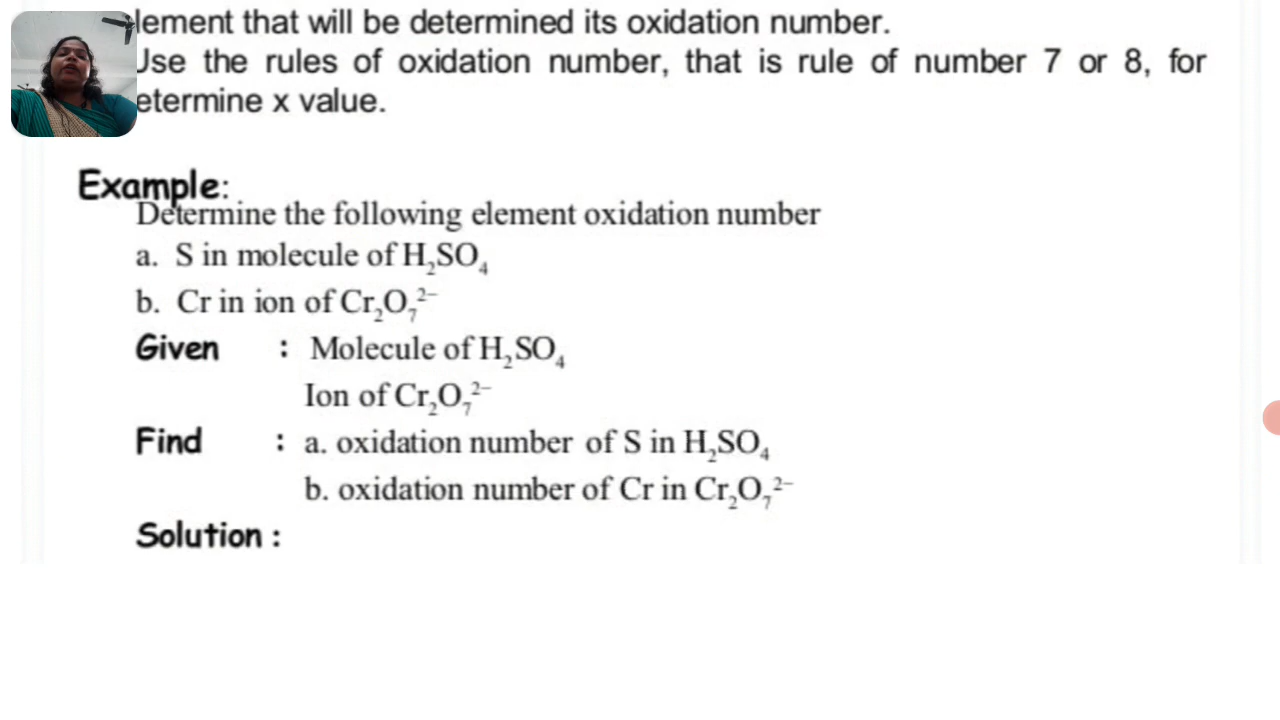 lement that will be determined its oxidation number.
Use the rules of oxidation number, that is rule of number 7 or 8, for
etermine x value.
Example:
Determine the following element oxidation number
a. S in molecule of H₂SO₄
b. Cr in ion of Cr₂O₇²⁻
Given : Molecule of H₂SO₄
Ion of Cr₂O₇²⁻
Find : a. oxidation number of S in H₂SO₄
b. oxidation number of Cr in Cr₂O₇²⁻
Solution :